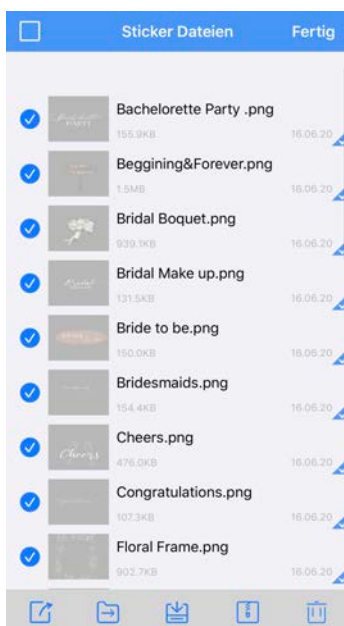 Sticker Dateien
Fertig
Bachelorette Party .png
155.9KB
16.06.20
Beggining&Forever.png
1.5MB
16.06.20
Bridal Boquet.png
939.1KB
16.06.20
Bridal Make up.png
131.5KB
16.06.20
Bride to be.png
150.0KB
16.06.20
Bridesmaids.png
154.4KB
16.06.20
Cheers.png
Cheers
476.0KB
16.06.20
Congratulations.png
107.3KB
16.06.20
Floral Frame.png
902.7KB
16.06.20